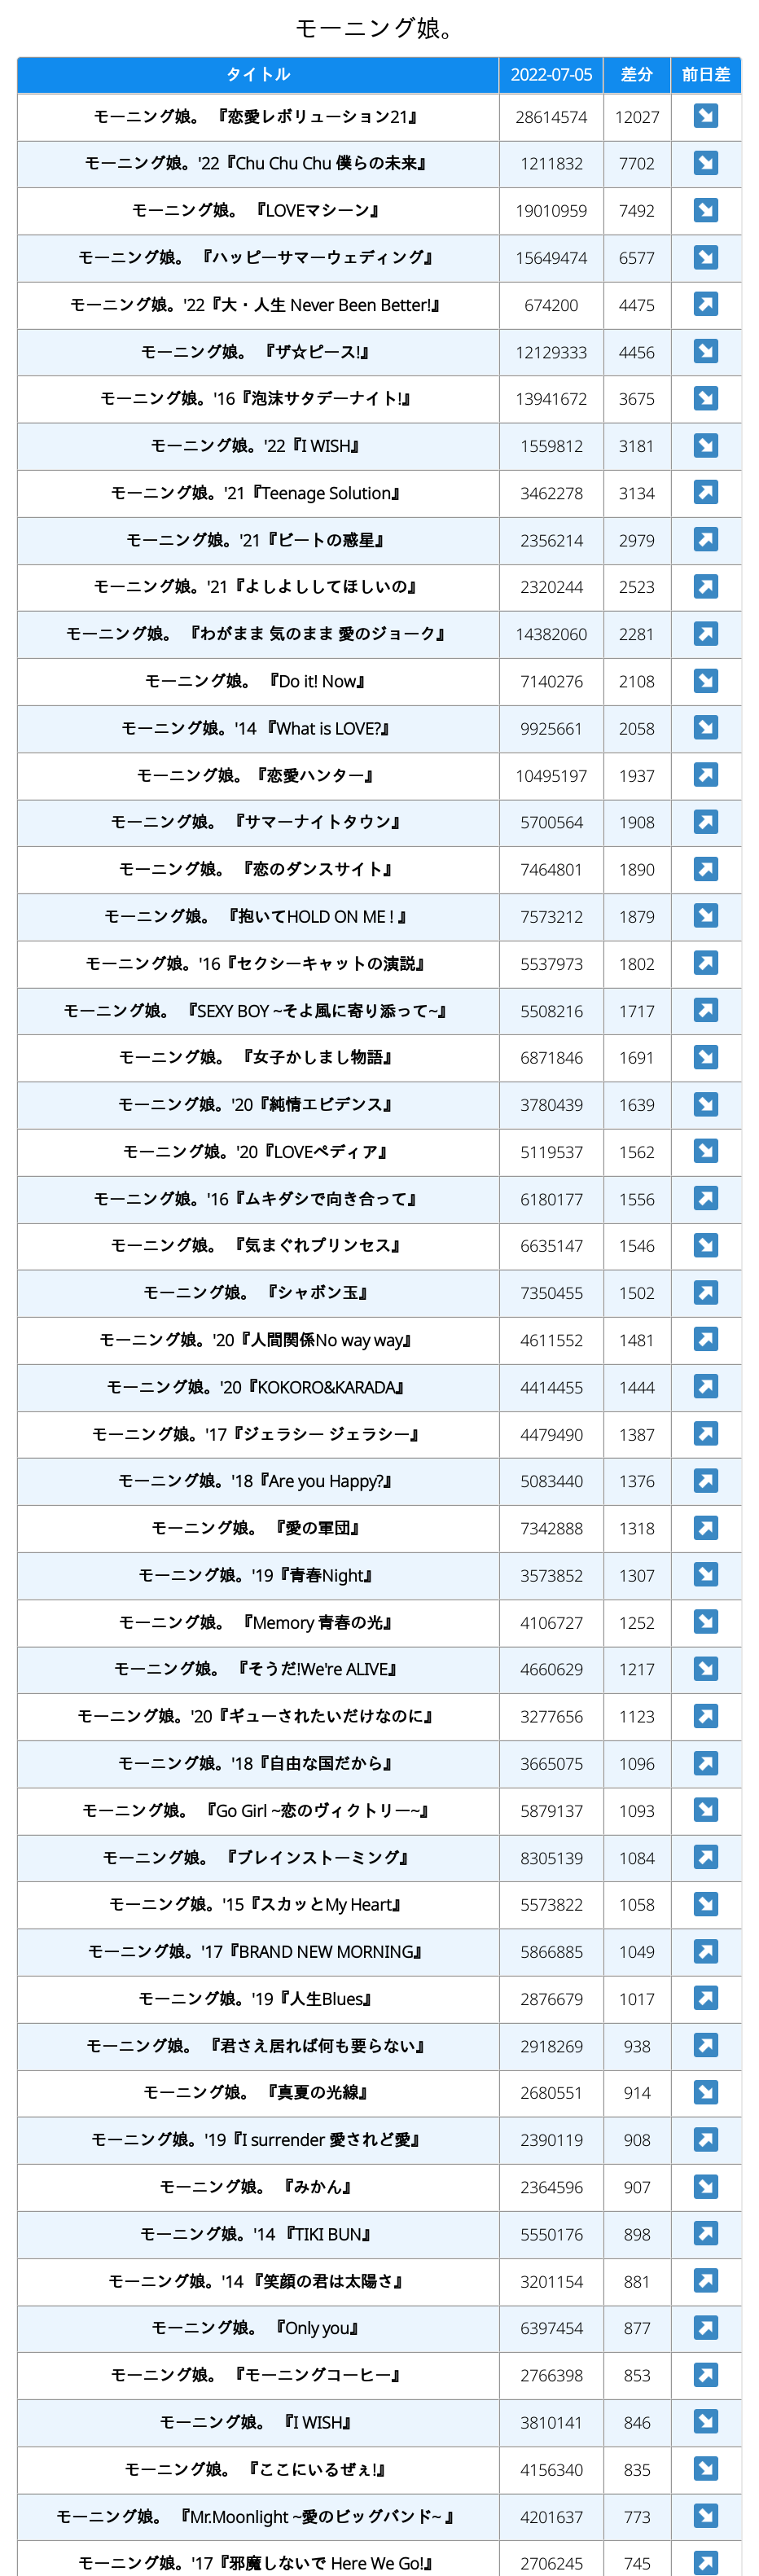 モーニング娘。
タイトル 2022-07-05 差分 前日差
モーニング娘。 『恋愛レボリューション21』 28614574 12027
モーニング娘。'22『Chu Chu Chu 僕らの未来』 1211832 7702
モーニング娘。 『LOVEマシーン』 19010959 7492
モーニング娘。 『ハッピーサマーウェディング』 15649474 6577
モーニング娘。'22『大・人生 Never Been Better!』 674200 4475
モーニング娘。 『ザ☆ピース!』 12129333 4456
モーニング娘。'16『泡沫サタデーナイト!』 13941672 3675
モーニング娘。'22『I WISH』 1559812 3181
モーニング娘。'21『Teenage Solution』 3462278 3134
モーニング娘。'21『ビートの惑星』 2356214 2979
モーニング娘。'21『よしよししてほしいの』 2320244 2523
モーニング娘。 『わがまま 気のまま 愛のジョーク』 14382060 2281
モーニング娘。 『Do it! Now』 7140276 2108
モーニング娘。'14 『What is LOVE?』 9925661 2058
モーニング娘。『恋愛ハンター』 10495197 1937
モーニング娘。 『サマーナイトタウン』 5700564 1908
モーニング娘。 『恋のダンスサイト』 7464801 1890
モーニング娘。 『抱いてHOLD ON ME ! 』 7573212 1879
モーニング娘。'16『セクシーキャットの演説』 5537973 1802
モーニング娘。 『SEXY BOY ~そよ風に寄り添って~』 5508216 1717
モーニング娘。 『女子かしまし物語』 6871846 1691
モーニング娘。'20『純情エビデンス』 3780439 1639
モーニング娘。'20『LOVEペディア』 5119537 1562
モーニング娘。'16『ムキダシで向き合って』 6180177 1556
モーニング娘。 『気まぐれプリンセス』 6635147 1546
モーニング娘。 『シャボン玉』 7350455 1502
モーニング娘。'20『人間関係No way way』 4611552 1481
モーニング娘。'20『KOKORO&KARADA』 4414455 1444
モーニング娘。'17『ジェラシー ジェラシー』 4479490 1387
モーニング娘。'18『Are you Happy?』 5083440 1376
モーニング娘。 『愛の軍団』 7342888 1318
モーニング娘。'19『青春Night』 3573852 1307
モーニング娘。 『Memory 青春の光』 4106727 1252
モーニング娘。 『そうだ!We're ALIVE』 4660629 1217
モーニング娘。'20『ギューされたいだけなのに』 3277656 1123
モーニング娘。'18『自由な国だから』 3665075 1096
モーニング娘。 『Go Girl ~恋のヴィクトリー~』 5879137 1093
モーニング娘。 『ブレインストーミング』 8305139 1084
モーニング娘。'15『スカッとMy Heart』 5573822 1058
モーニング娘。'17『BRAND NEW MORNING』 5866885 1049
モーニング娘。'19『人生Blues』 2876679 1017
モーニング娘。 『君さえ居れば何も要らない』 2918269 938
モーニング娘。 『真夏の光線』 2680551 914
モーニング娘。'19『I surrender 愛されど愛』 2390119 908
モーニング娘。 『みかん』 2364596 907
モーニング娘。'14 『TIKI BUN』 5550176 898
モーニング娘。'14 『笑顔の君は太陽さ』 3201154 881
モーニング娘。 『Only you』 6397454 877
モーニング娘。 『モーニングコーヒー』 2766398 853
モーニング娘。 『I WISH』 3810141 846
モーニング娘。 『ここにいるぜぇ!』 4156340 835
モーニング娘。 『Mr.Moonlight ~愛のビッグバンド~ 』 4201637 773
モーニング娘。'17『邪魔しないで Here We Go!』 2706245 745